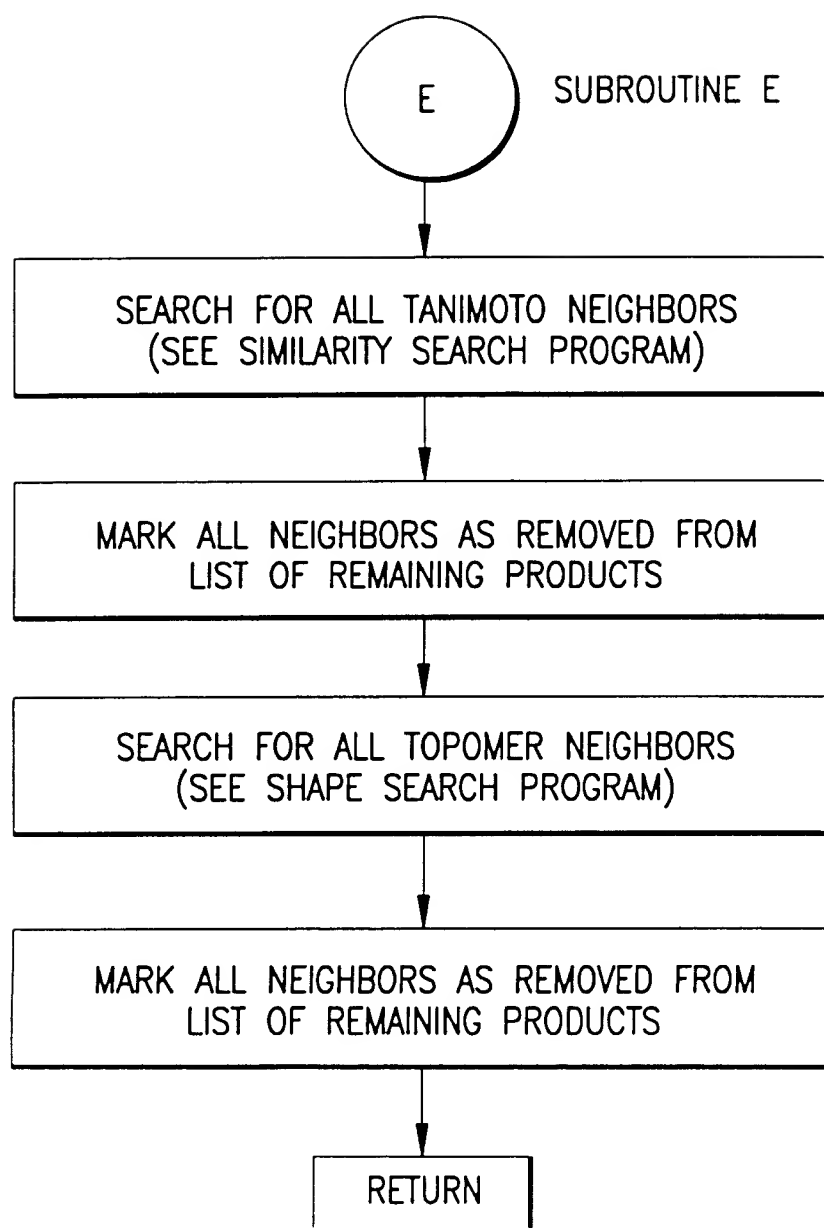 E
SUBROUTINE E
SEARCH FOR ALL TANIMOTO NEIGHBORS
(SEE SIMILARITY SEARCH PROGRAM)
MARK ALL NEIGHBORS AS REMOVED FROM
LIST OF REMAINING PRODUCTS
SEARCH FOR ALL TOPOMER NEIGHBORS
(SEE SHAPE SEARCH PROGRAM)
MARK ALL NEIGHBORS AS REMOVED FROM
LIST OF REMAINING PRODUCTS
RETURN